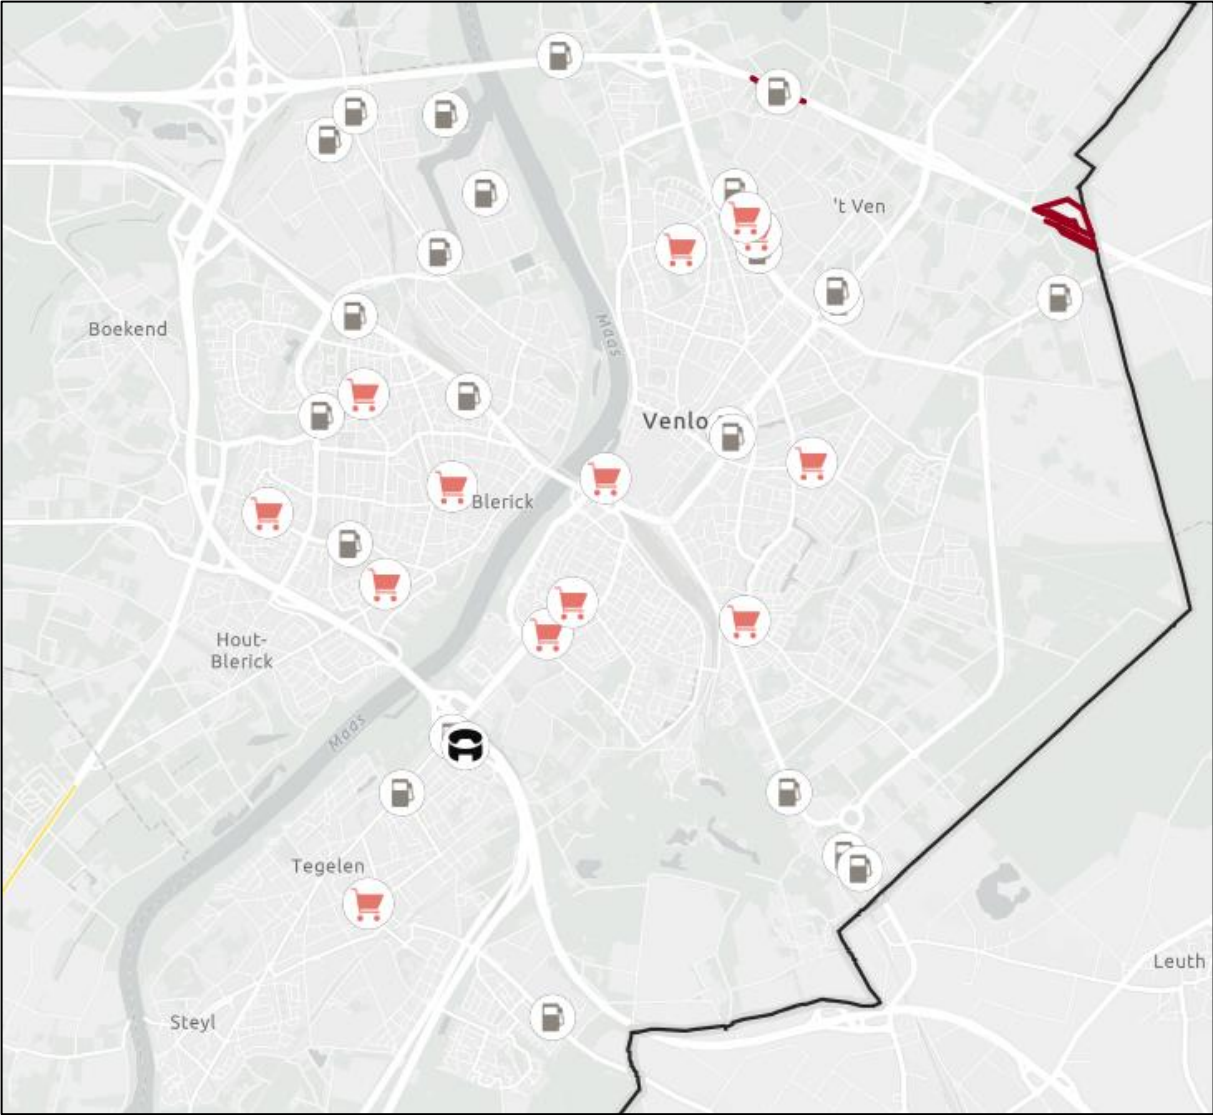 't Ven
Maas
Boekend
Venlo
Blerick
Hout-
Blerick
Maas
Tegelen
Leuth
Steyl